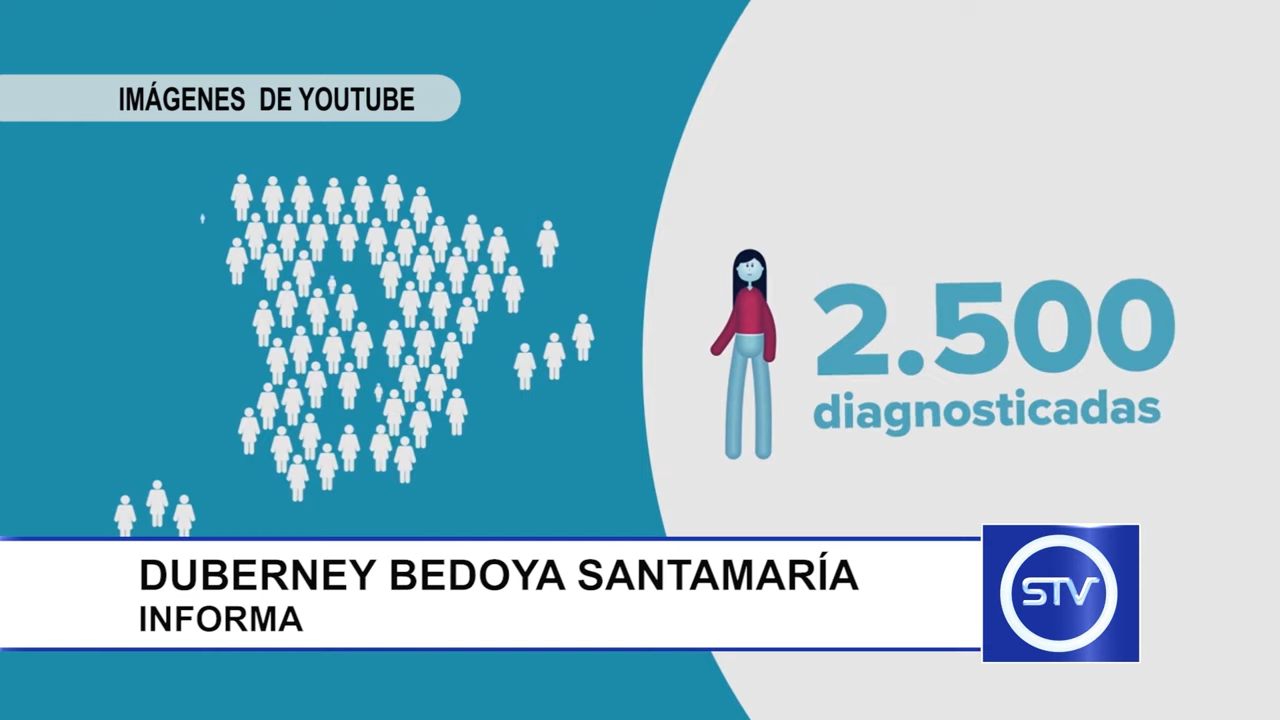 IMÁGENES DE YOUTUBE
2.500
diagnosticadas
DUBERNEY BEDOYA SANTAMARÍA
INFORMA
STV